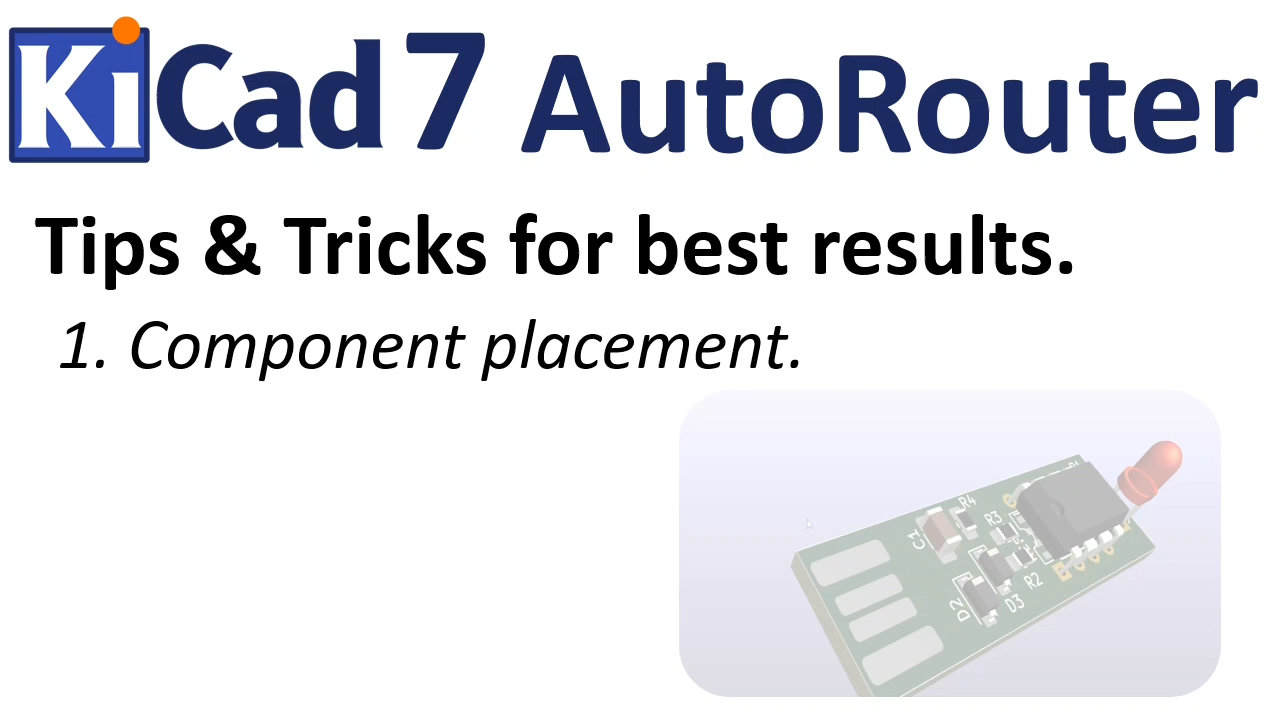 KiCad 7 AutoRouter
Tips & Tricks for best results.
1. Component placement.
R4
C1
R3
R2
D3
D2